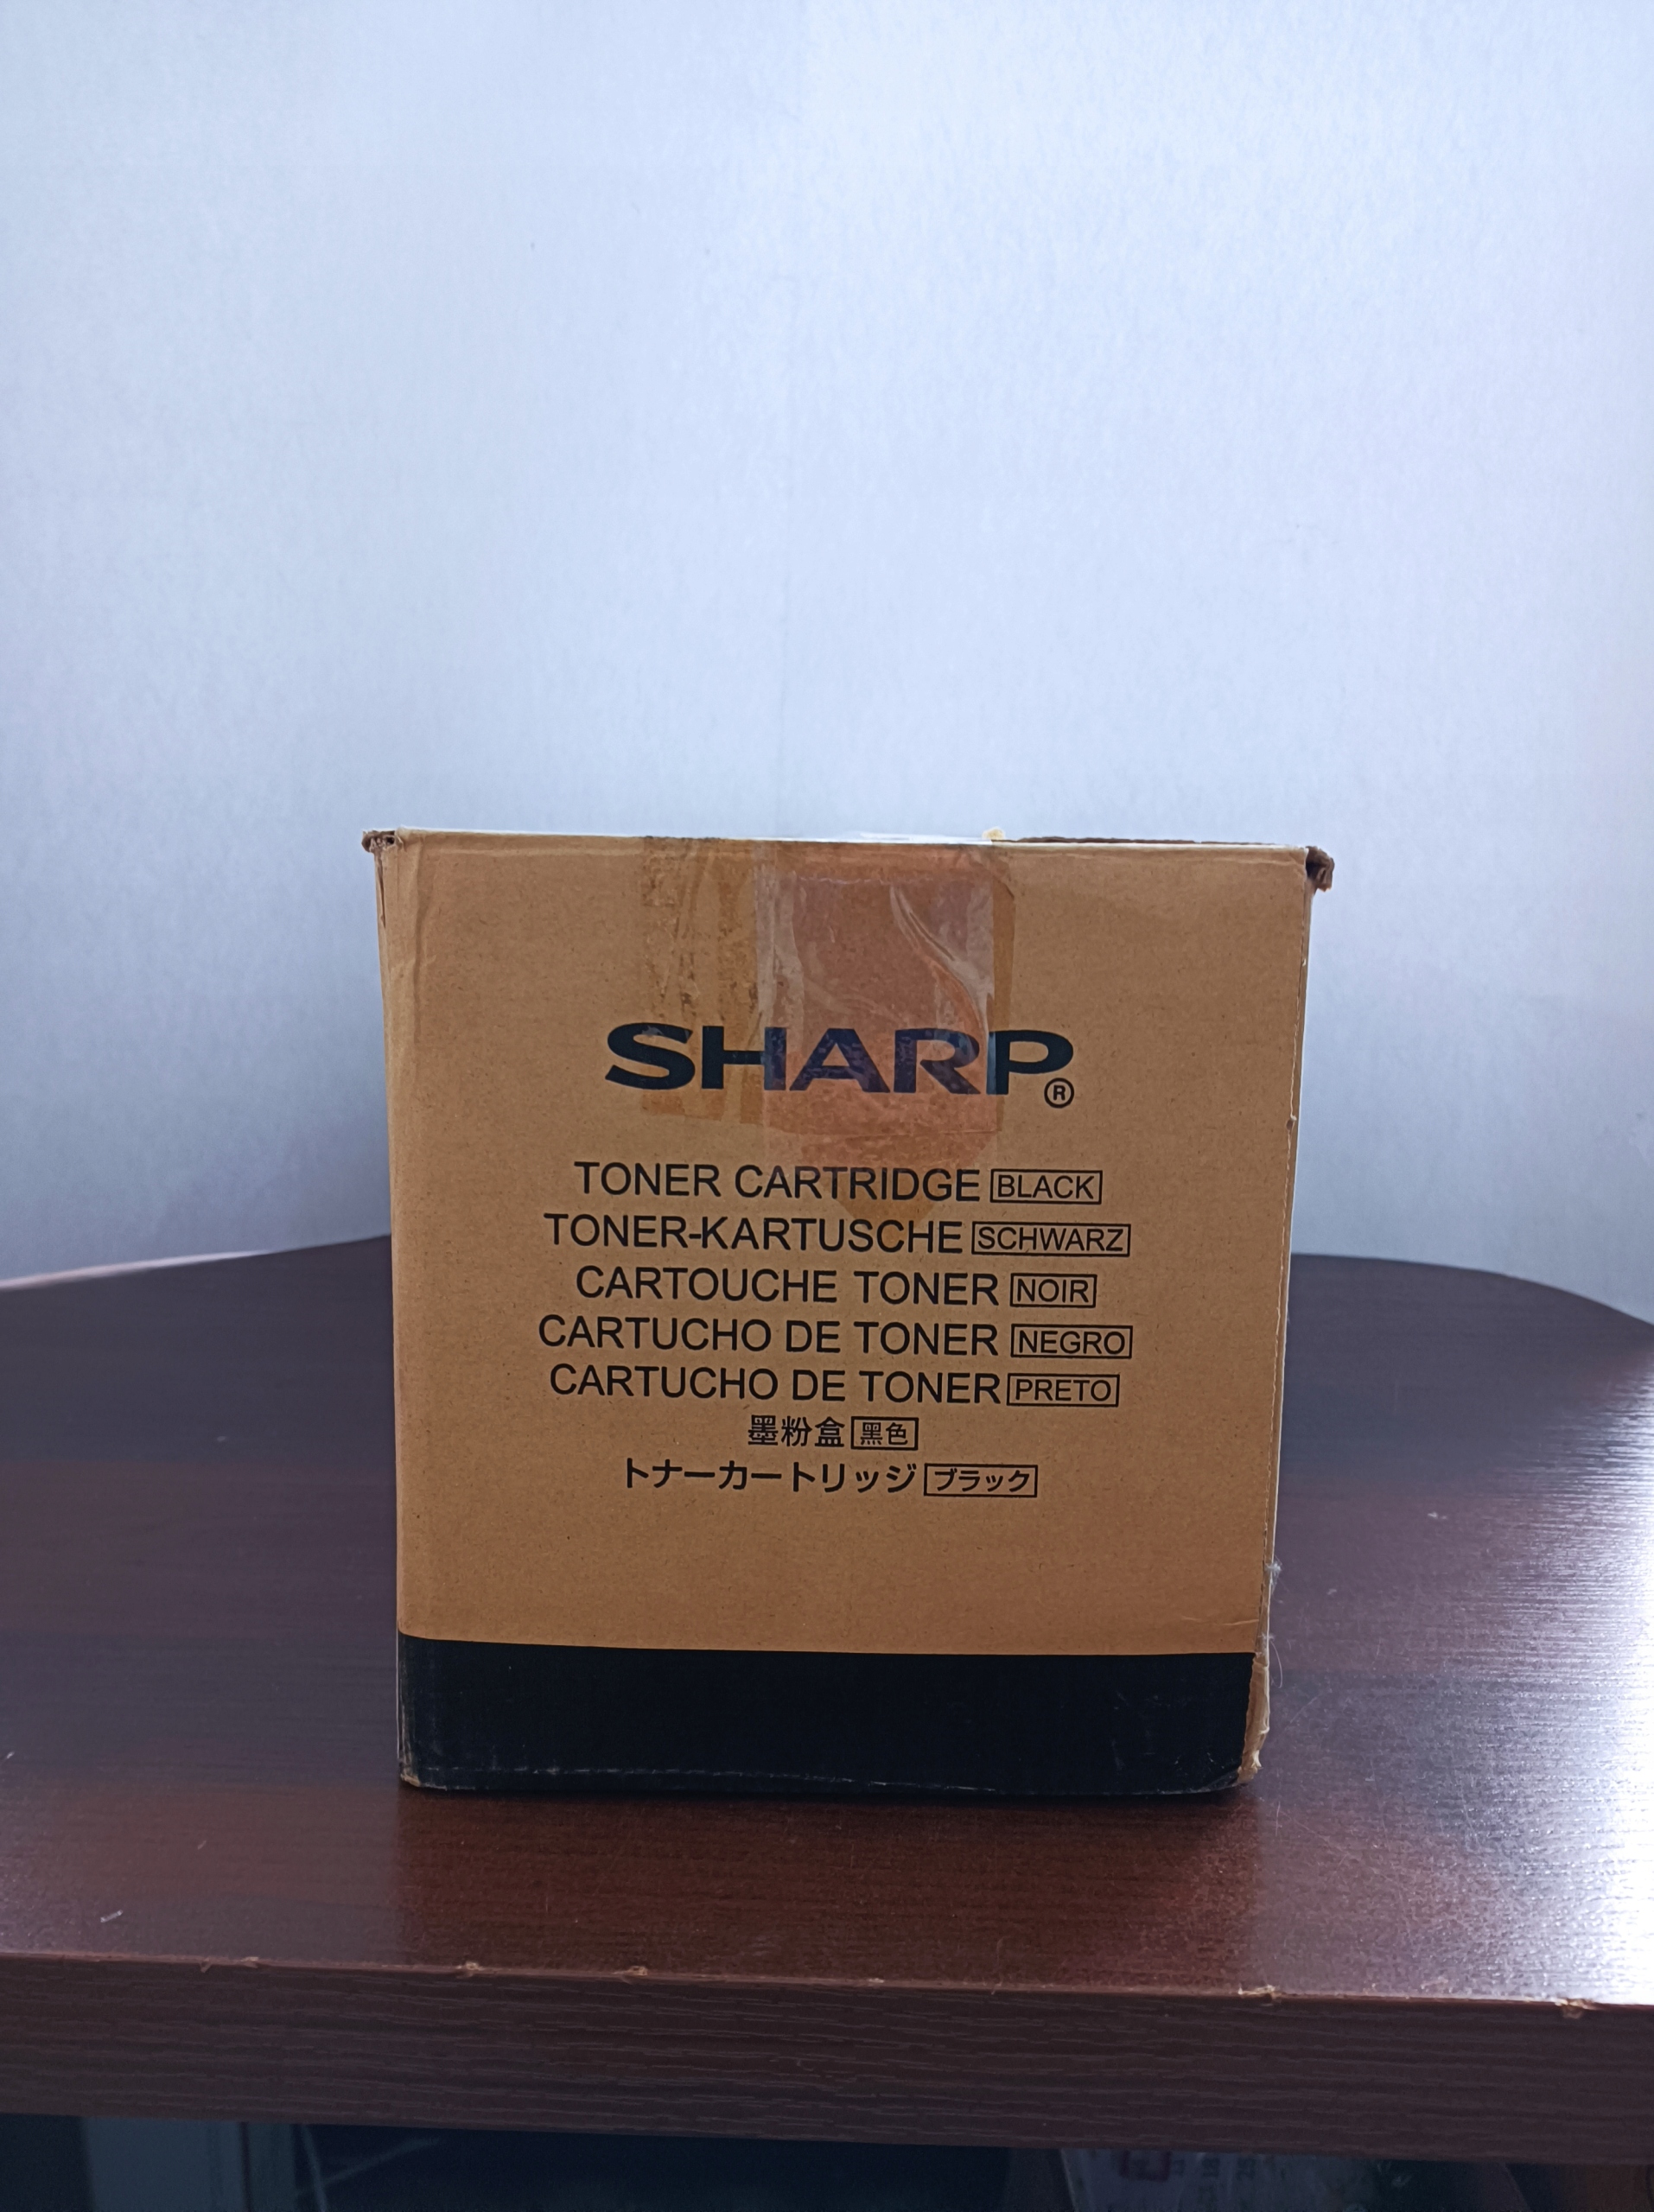 SHARP®
TONER CARTRIDGE BLACK
TONER-KARTUSCHE SCHWARZ
CARTOUCHE TONER NOIR
CARTUCHO DE TONER NEGRO
CARTUCHO DE TONER PRETO
墨粉盒 黑色
トナーカートリッジ ブラック